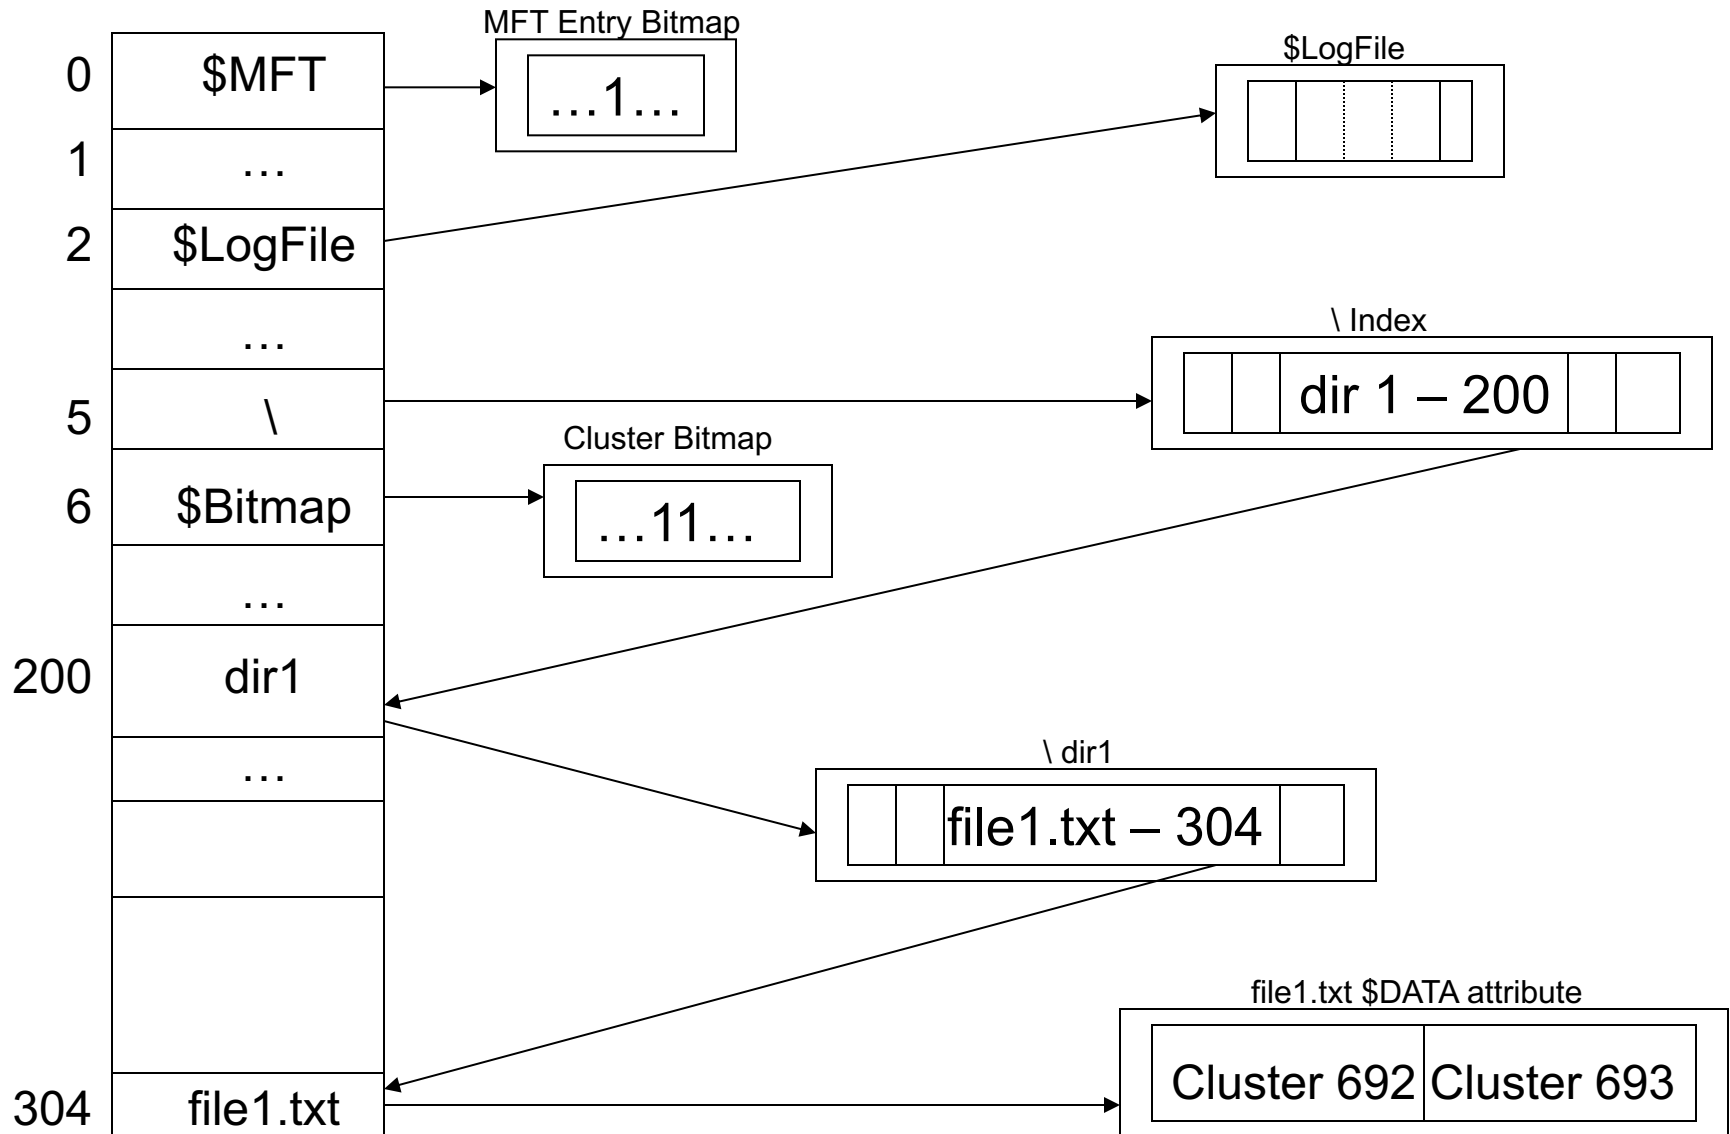 MFT Entry Bitmap
$LogFile
0
$MFT
…1…
1
…
2
$LogFile
…
\ Index
5
\
dir 1 – 200
Cluster Bitmap
6
$Bitmap
…11…
…
200
dir1
…
\ dir1
file1.txt – 304
file1.txt $DATA attribute
Cluster 692
Cluster 693
304
file1.txt